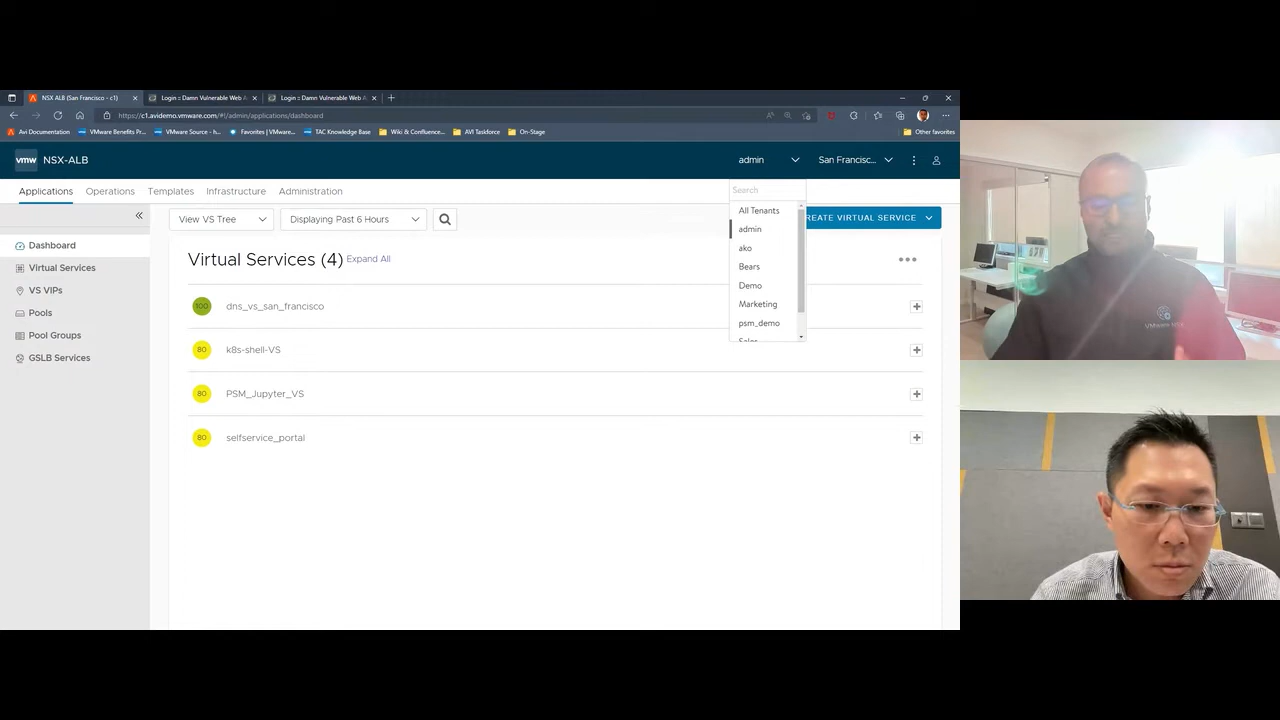 NSX ALB (San Francisco - c1)
Login :: Damn Vulnerable Web A
Login :: Damn Vulnerable Web A
https://c1.avidemo.vmware.com/#!/admin/applications/dashboard
Avi Documentation
VMware Benefits Pr...
VMware Source - h...
Favorites | VMware...
TAC Knowledge Base
Wiki & Confluence...
AVI Taskforce
On-Stage
Other favorites
vmw NSX-ALB
admin
San Francisc...
Applications
Operations
Templates
Infrastructure
Administration
Search
All Tenants
admin
ako
Bears
Demo
Marketing
psm_demo
Sales
View VS Tree
Displaying Past 6 Hours
REATE VIRTUAL SERVICE
Dashboard
Virtual Services
VS VIPs
Pools
Pool Groups
GSLB Services
Virtual Services (4) Expand All
100 dns_vs_san_francisco
80 k8s-shell-VS
80 PSM_Jupyter_VS
80 selfservice_portal